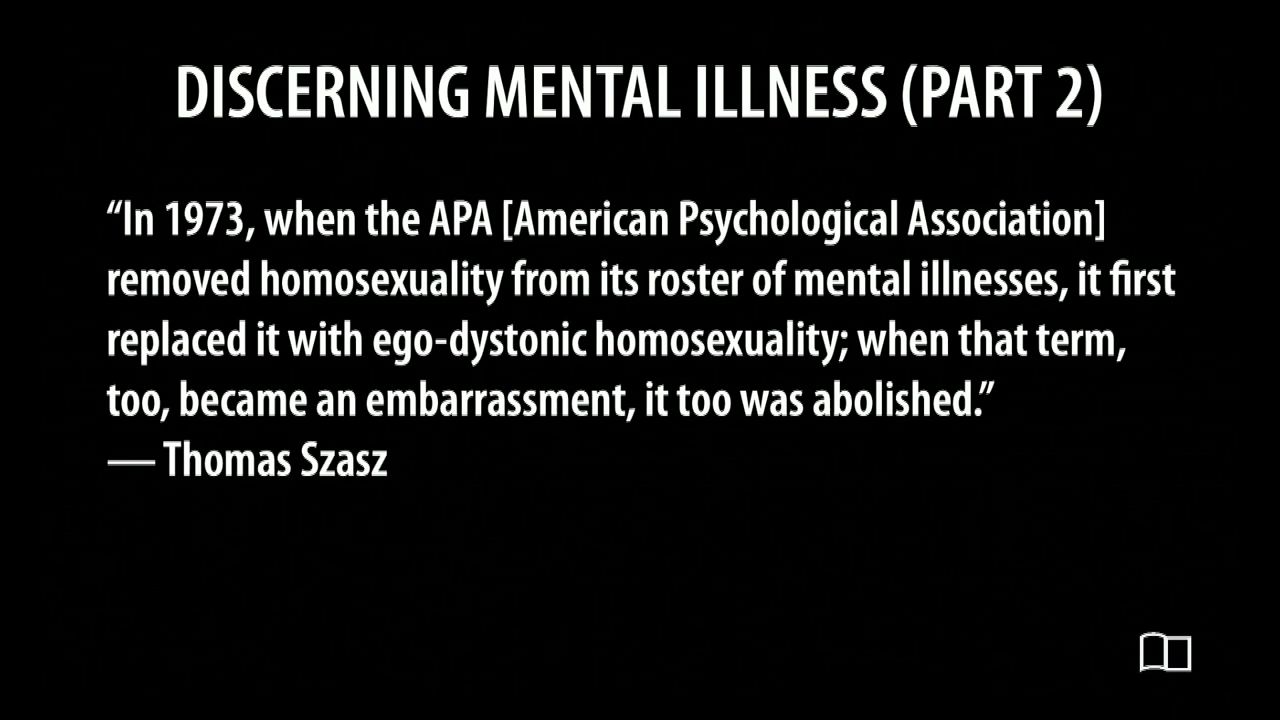 DISCERNING MENTAL ILLNESS (PART 2)
“In 1973, when the APA [American Psychological Association]
removed homosexuality from its roster of mental illnesses, it first
replaced it with ego-dystonic homosexuality; when that term,
too, became an embarrassment, it too was abolished.”
— Thomas Szasz